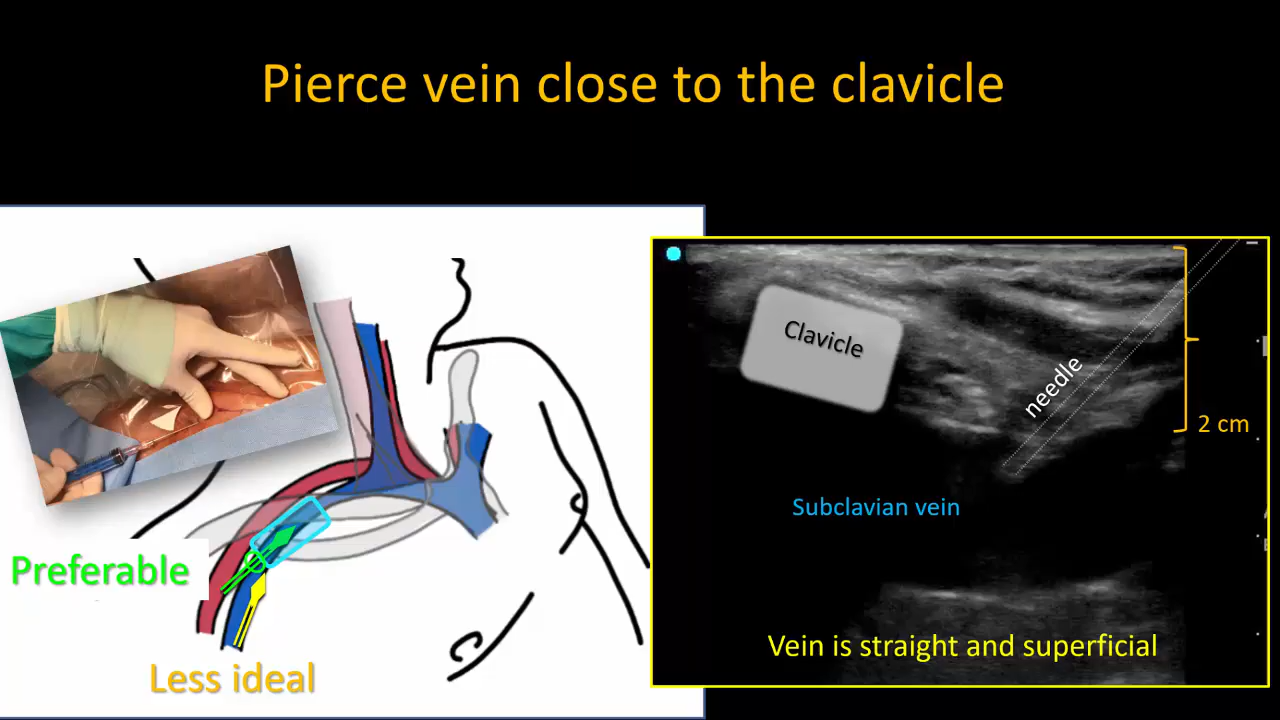 Pierce vein close to the clavicle
Clavicle
needle
2 cm
Subclavian vein
Preferable
Vein is straight and superficial
Less ideal